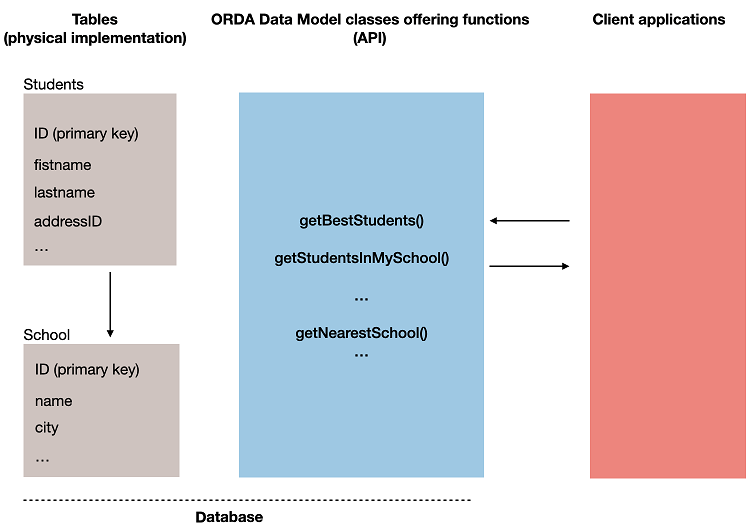 Tables
(physical implementation)
ORDA Data Model classes offering functions
(API)
Client applications
Students
ID (primary key)
fistname
lastname
addressID
...
School
ID (primary key)
name
city
...
getBestStudents()
getStudentsInMySchool()
...
getNearestSchool()
...
Database